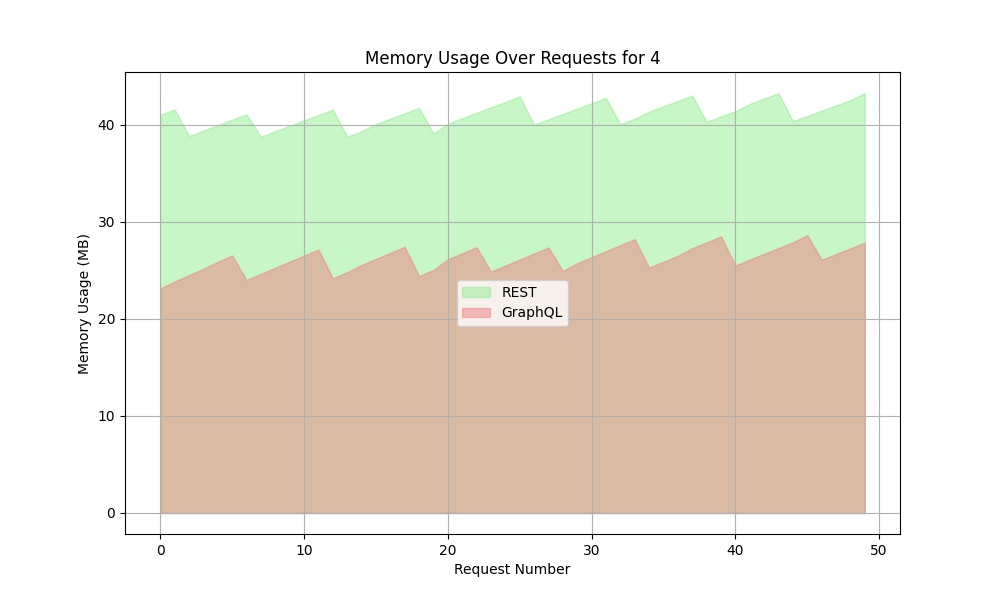 Memory Usage Over Requests for 4
Memory Usage (MB)
40
30
20
10
0
REST
GraphQL
0 10 20 30 40 50
Request Number